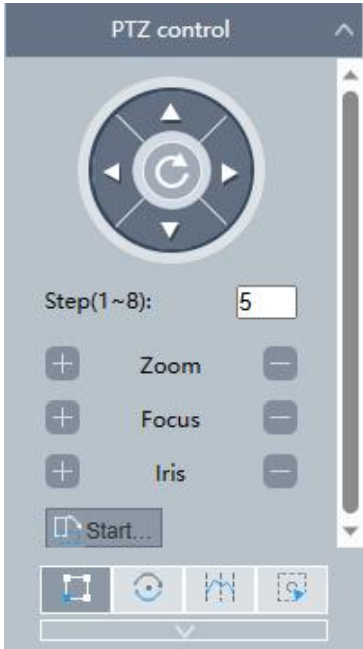 PTZ control
Step(1~8): 5
Zoom
Focus
Iris
Start...